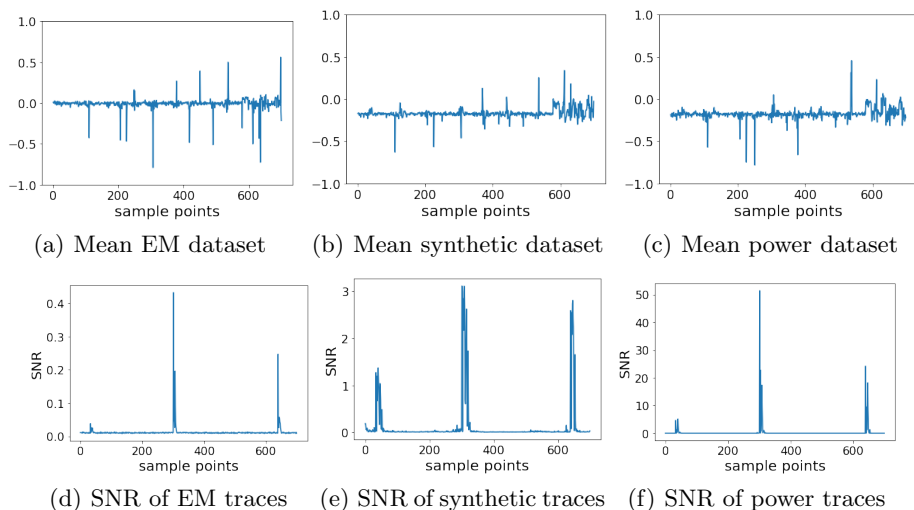 1.0
0.5
0.0
−0.5
−1.0
0 200 400 600
sample points
(a) Mean EM dataset
1.0
0.5
0.0
−0.5
−1.0
0 200 400 600
sample points
(b) Mean synthetic dataset
1.0
0.5
0.0
−0.5
−1.0
0 200 400 600
sample points
(c) Mean power dataset
0.4
0.3
0.2
0.1
0.0
SNR
0 200 400 600
sample points
(d) SNR of EM traces
3
2
1
0
SNR
0 200 400 600
sample points
(e) SNR of synthetic traces
50
40
30
20
10
0
SNR
0 200 400 600
sample points
(f) SNR of power traces